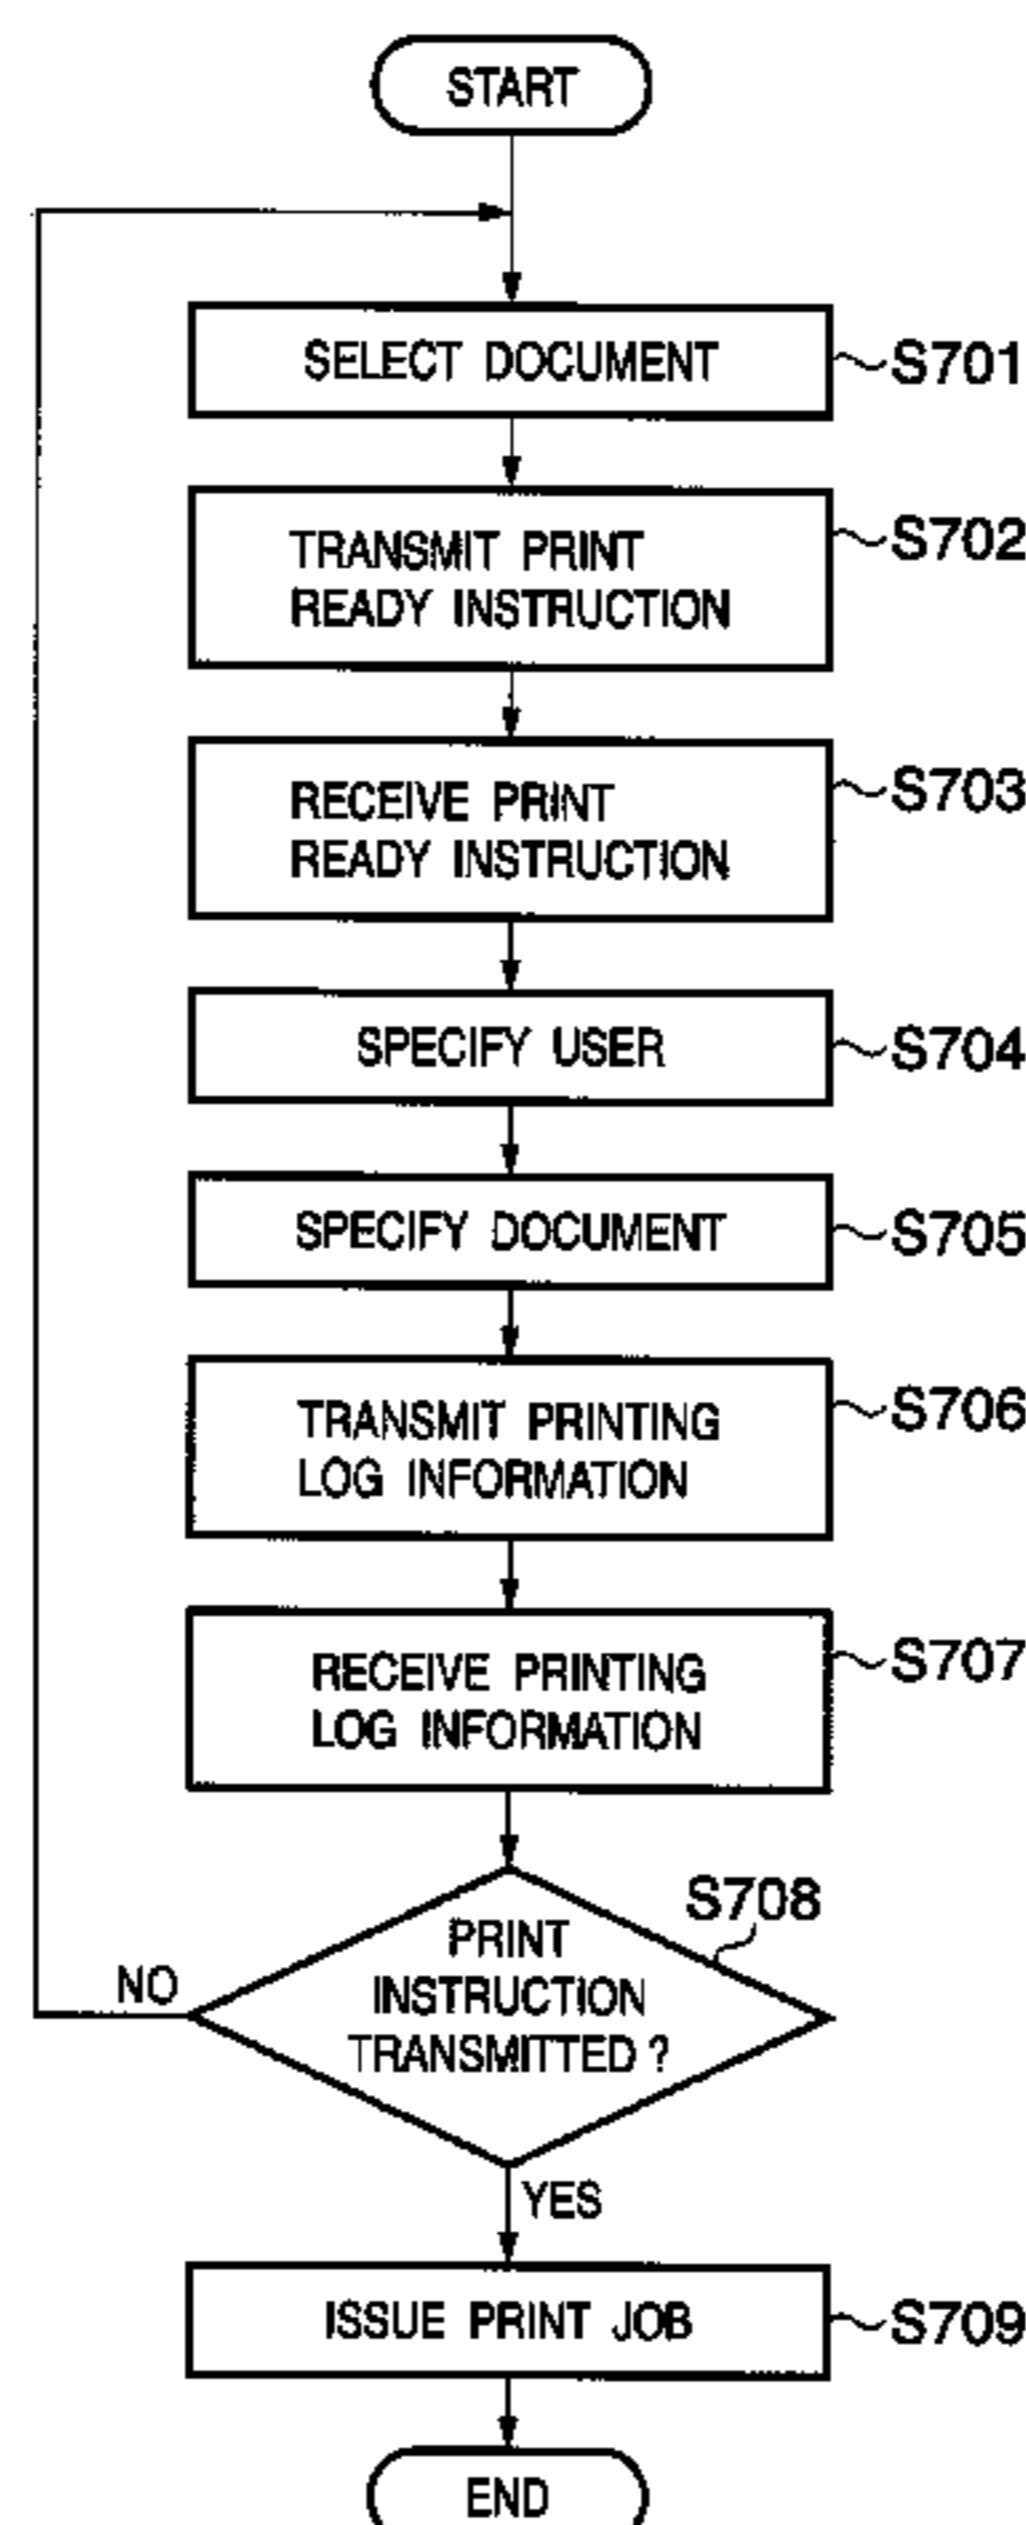 START
SELECT DOCUMENT
S701
TRANSMIT PRINT
READY INSTRUCTION
S702
RECEIVE PRINT
READY INSTRUCTION
S703
SPECIFY USER
S704
SPECIFY DOCUMENT
S705
TRANSMIT PRINTING
LOG INFORMATION
S706
RECEIVE PRINTING
LOG INFORMATION
S707
S708
PRINT
INSTRUCTION
TRANSMITTED ?
NO
YES
ISSUE PRINT JOB
S709
END